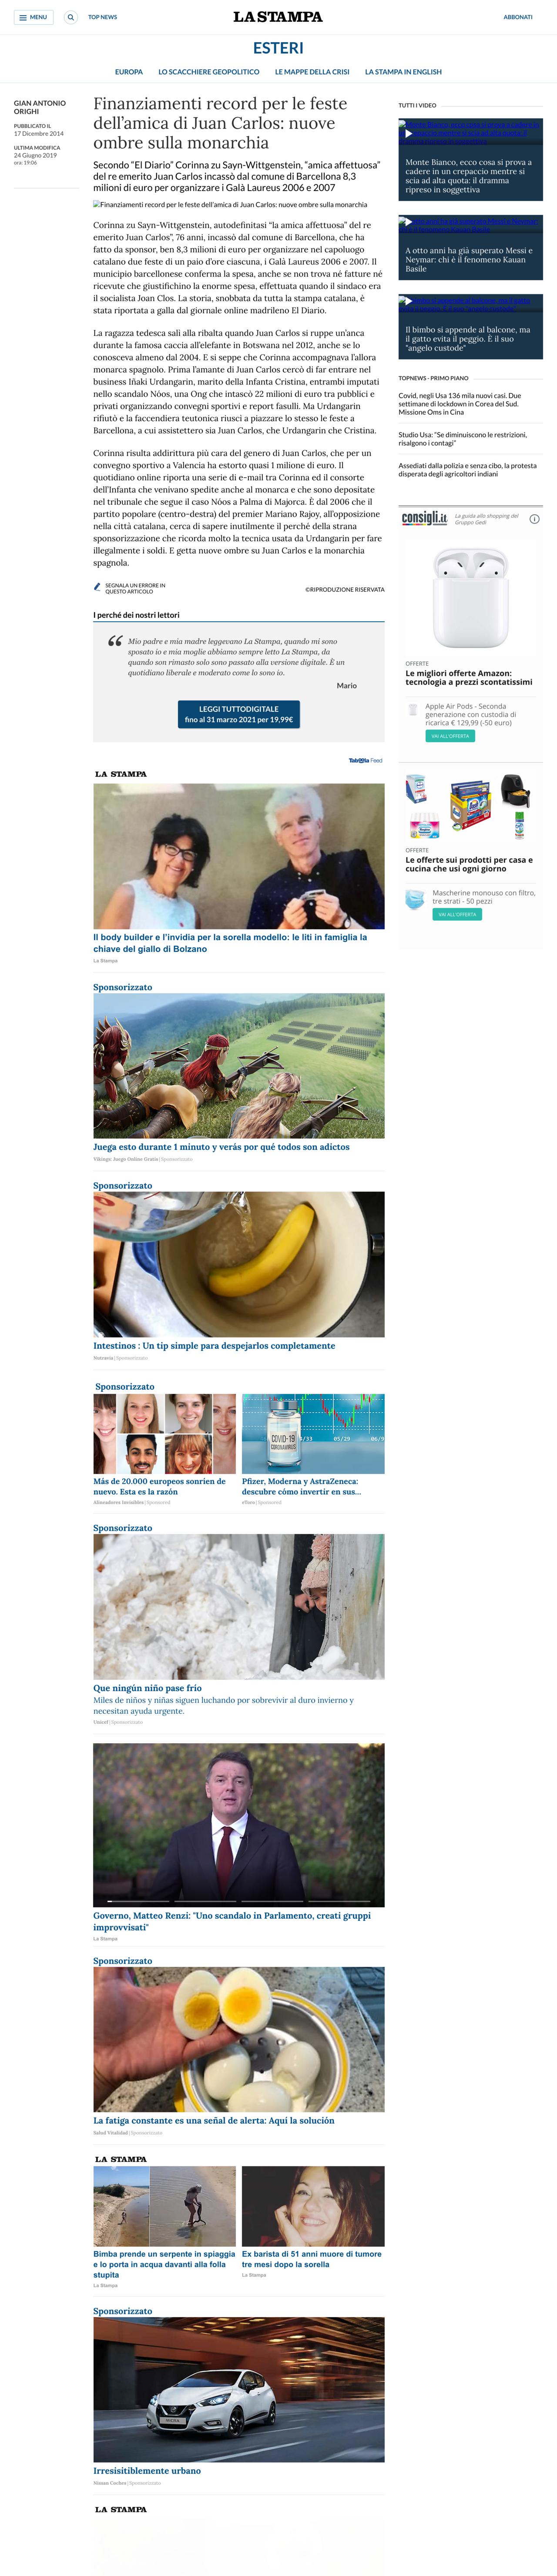 MENU
TOP NEWS
LA STAMPA
ABBONATI
ESTERI
EUROPA
LO SCACCHIERE GEOPOLITICO
LE MAPPE DELLA CRISI
LA STAMPA IN ENGLISH
GIAN ANTONIO
ORIGHI
PUBBLICATO IL
17 Dicembre 2014
ULTIMA MODIFICA
24 Giugno 2019
ora: 19:06
Finanziamenti record per le feste
dell’amica di Juan Carlos: nuove
ombre sulla monarchia
Secondo “El Diario” Corinna zu Sayn-Wittgenstein, “amica affettuosa”
del re emerito Juan Carlos incassò dal comune di Barcellona 8,3
milioni di euro per organizzare i Galà Laureus 2006 e 2007
Finanziamenti record per le feste dell’amica di Juan Carlos: nuove ombre sulla monarchia
Corinna zu Sayn-Wittgenstein, autodefinitasi “la amica affettuosa” del re
emerito Juan Carlos”, 76 anni, incassò dal comune di Barcellona, che ha
fatto da sponsor, ben 8,3 milioni di euro per organizzare nel capoluogo
catalano due feste di un paio d’ore ciascuna, i Galà Laureus 2006 e 2007. Il
municipio barcellonese conferma la spesa, anche se non trova né fatture né
ricevute che giustifichino la enorme spesa, effettuata quando il sindaco era
il socialista Joan Clos. La storia, snobbata da tutta la stampa catalana, è
stata riportata a galla dal giornale online madrileno El Diario.
La ragazza tedesca salì alla ribalta quando Juan Carlos si ruppe un’anca
durante la famosa caccia all’elefante in Botswana nel 2012, anche se lo
conosceva almeno dal 2004. E si seppe che Corinna accompagnava l’allora
monarca spagnolo. Prima l’amante di Juan Carlos cercò di far entrare nel
business Iñaki Urdangarin, marito della Infanta Cristina, entrambi imputati
nello scandalo Nóos, una Ong che intascò 22 milioni di euro tra pubblici e
privati organizzando convegni sportivi e report fasulli. Ma Urdangarin
rifiutò e la faccendiera teutonica riuscì a piazzare lo stesso le feste a
Barcellona, a cui assistettero sia Juan Carlos, che Urdangarin che Cristina.
Corinna risulta addirittura più cara del genero di Juan Carlos, che per un
convegno sportivo a Valencia nel 2005 incassò quasi 1 milione di euro. Il
quotidiano online riporta una serie di e-mail tra Corinna ed il consorte
della Infanta che venivano spedite anche al monarca e che sono depositate
nel tribunale che segue il caso Nóos a Palma di Majorca. È dal 2006 che il
partito popolare (centro-destra) del premier Mariano Rajoy, all’opposizione
nella città catalana, cerca di sapere inutilmente il perché della strana
sponsorizzazione che ricorda molto la tecnica usata da Urdangarin per fare
illegalmente i soldi. E getta nuove ombre su Juan Carlos e la monarchia
spagnola.
SEGNALA UN ERRORE IN
QUESTO ARTICOLO
©RIPRODUZIONE RISERVATA
I perché dei nostri lettori
“
Mio padre e mia madre leggevano La Stampa, quando mi sono
sposato io e mia moglie abbiamo sempre letto La Stampa, da
quando son rimasto solo sono passato alla versione digitale. È un
quotidiano liberale e moderato come lo sono io.
Mario
LEGGI TUTTODIGITALE
fino al 31 marzo 2021 per 19,99€
Taboola Feed
LA STAMPA
Il body builder e l’invidia per la sorella modello: le liti in famiglia la
chiave del giallo di Bolzano
La Stampa
Sponsorizzato
Juega esto durante 1 minuto y verás por qué todos son adictos
Vikings: Juego Online Gratis | Sponsorizzato
Sponsorizzato
Intestinos : Un tip simple para despejarlos completamente
Nutravia | Sponsorizzato
Sponsorizzato
Más de 20.000 europeos sonríen de
nuevo. Esta es la razón
Alineadores Invisibles | Sponsored
COVID-19
CORONAVIRUS
05/29
Pfizer, Moderna y AstraZeneca:
descubre cómo invertir en sus…
eToro | Sponsored
Sponsorizzato
Que ningún niño pase frío
Miles de niños y niñas siguen luchando por sobrevivir al duro invierno y
necesitan ayuda urgente.
Unicef | Sponsorizzato
Governo, Matteo Renzi: "Uno scandalo in Parlamento, creati gruppi
improvvisati"
La Stampa
Sponsorizzato
La fatiga constante es una señal de alerta: Aquí la solución
Salud Vitalidad | Sponsorizzato
LA STAMPA
Bimba prende un serpente in spiaggia
e lo porta in acqua davanti alla folla
stupita
La Stampa
Ex barista di 51 anni muore di tumore
tre mesi dopo la sorella
La Stampa
Sponsorizzato
MICRA
Irresisitiblemente urbano
Nissan Coches | Sponsorizzato
LA STAMPA
TUTTI I VIDEO
Monte Bianco, ecco cosa si prova a
cadere in un crepaccio mentre si
scia ad alta quota: il dramma
ripreso in soggettiva
A otto anni ha già superato Messi e
Neymar: chi è il fenomeno Kauan
Basile
Il bimbo si appende al balcone, ma
il gatto evita il peggio. È il suo
"angelo custode"
TOPNEWS - PRIMO PIANO
Covid, negli Usa 136 mila nuovi casi. Due
settimane di lockdown in Corea del Sud.
Missione Oms in Cina
Studio Usa: “Se diminuiscono le restrizioni,
risalgono i contagi”
Assediati dalla polizia e senza cibo, la protesta
disperata degli agricoltori indiani
consigli.it
La guida allo shopping del
Gruppo Gedi
OFFERTE
Le migliori offerte Amazon:
tecnologia a prezzi scontatissimi
Apple Air Pods - Seconda
generazione con custodia di
ricarica € 129,99 (-50 euro)
VAI ALL'OFFERTA
OFFERTE
Le offerte sui prodotti per casa e
cucina che usi ogni giorno
Mascherine monouso con filtro,
tre strati - 50 pezzi
VAI ALL'OFFERTA